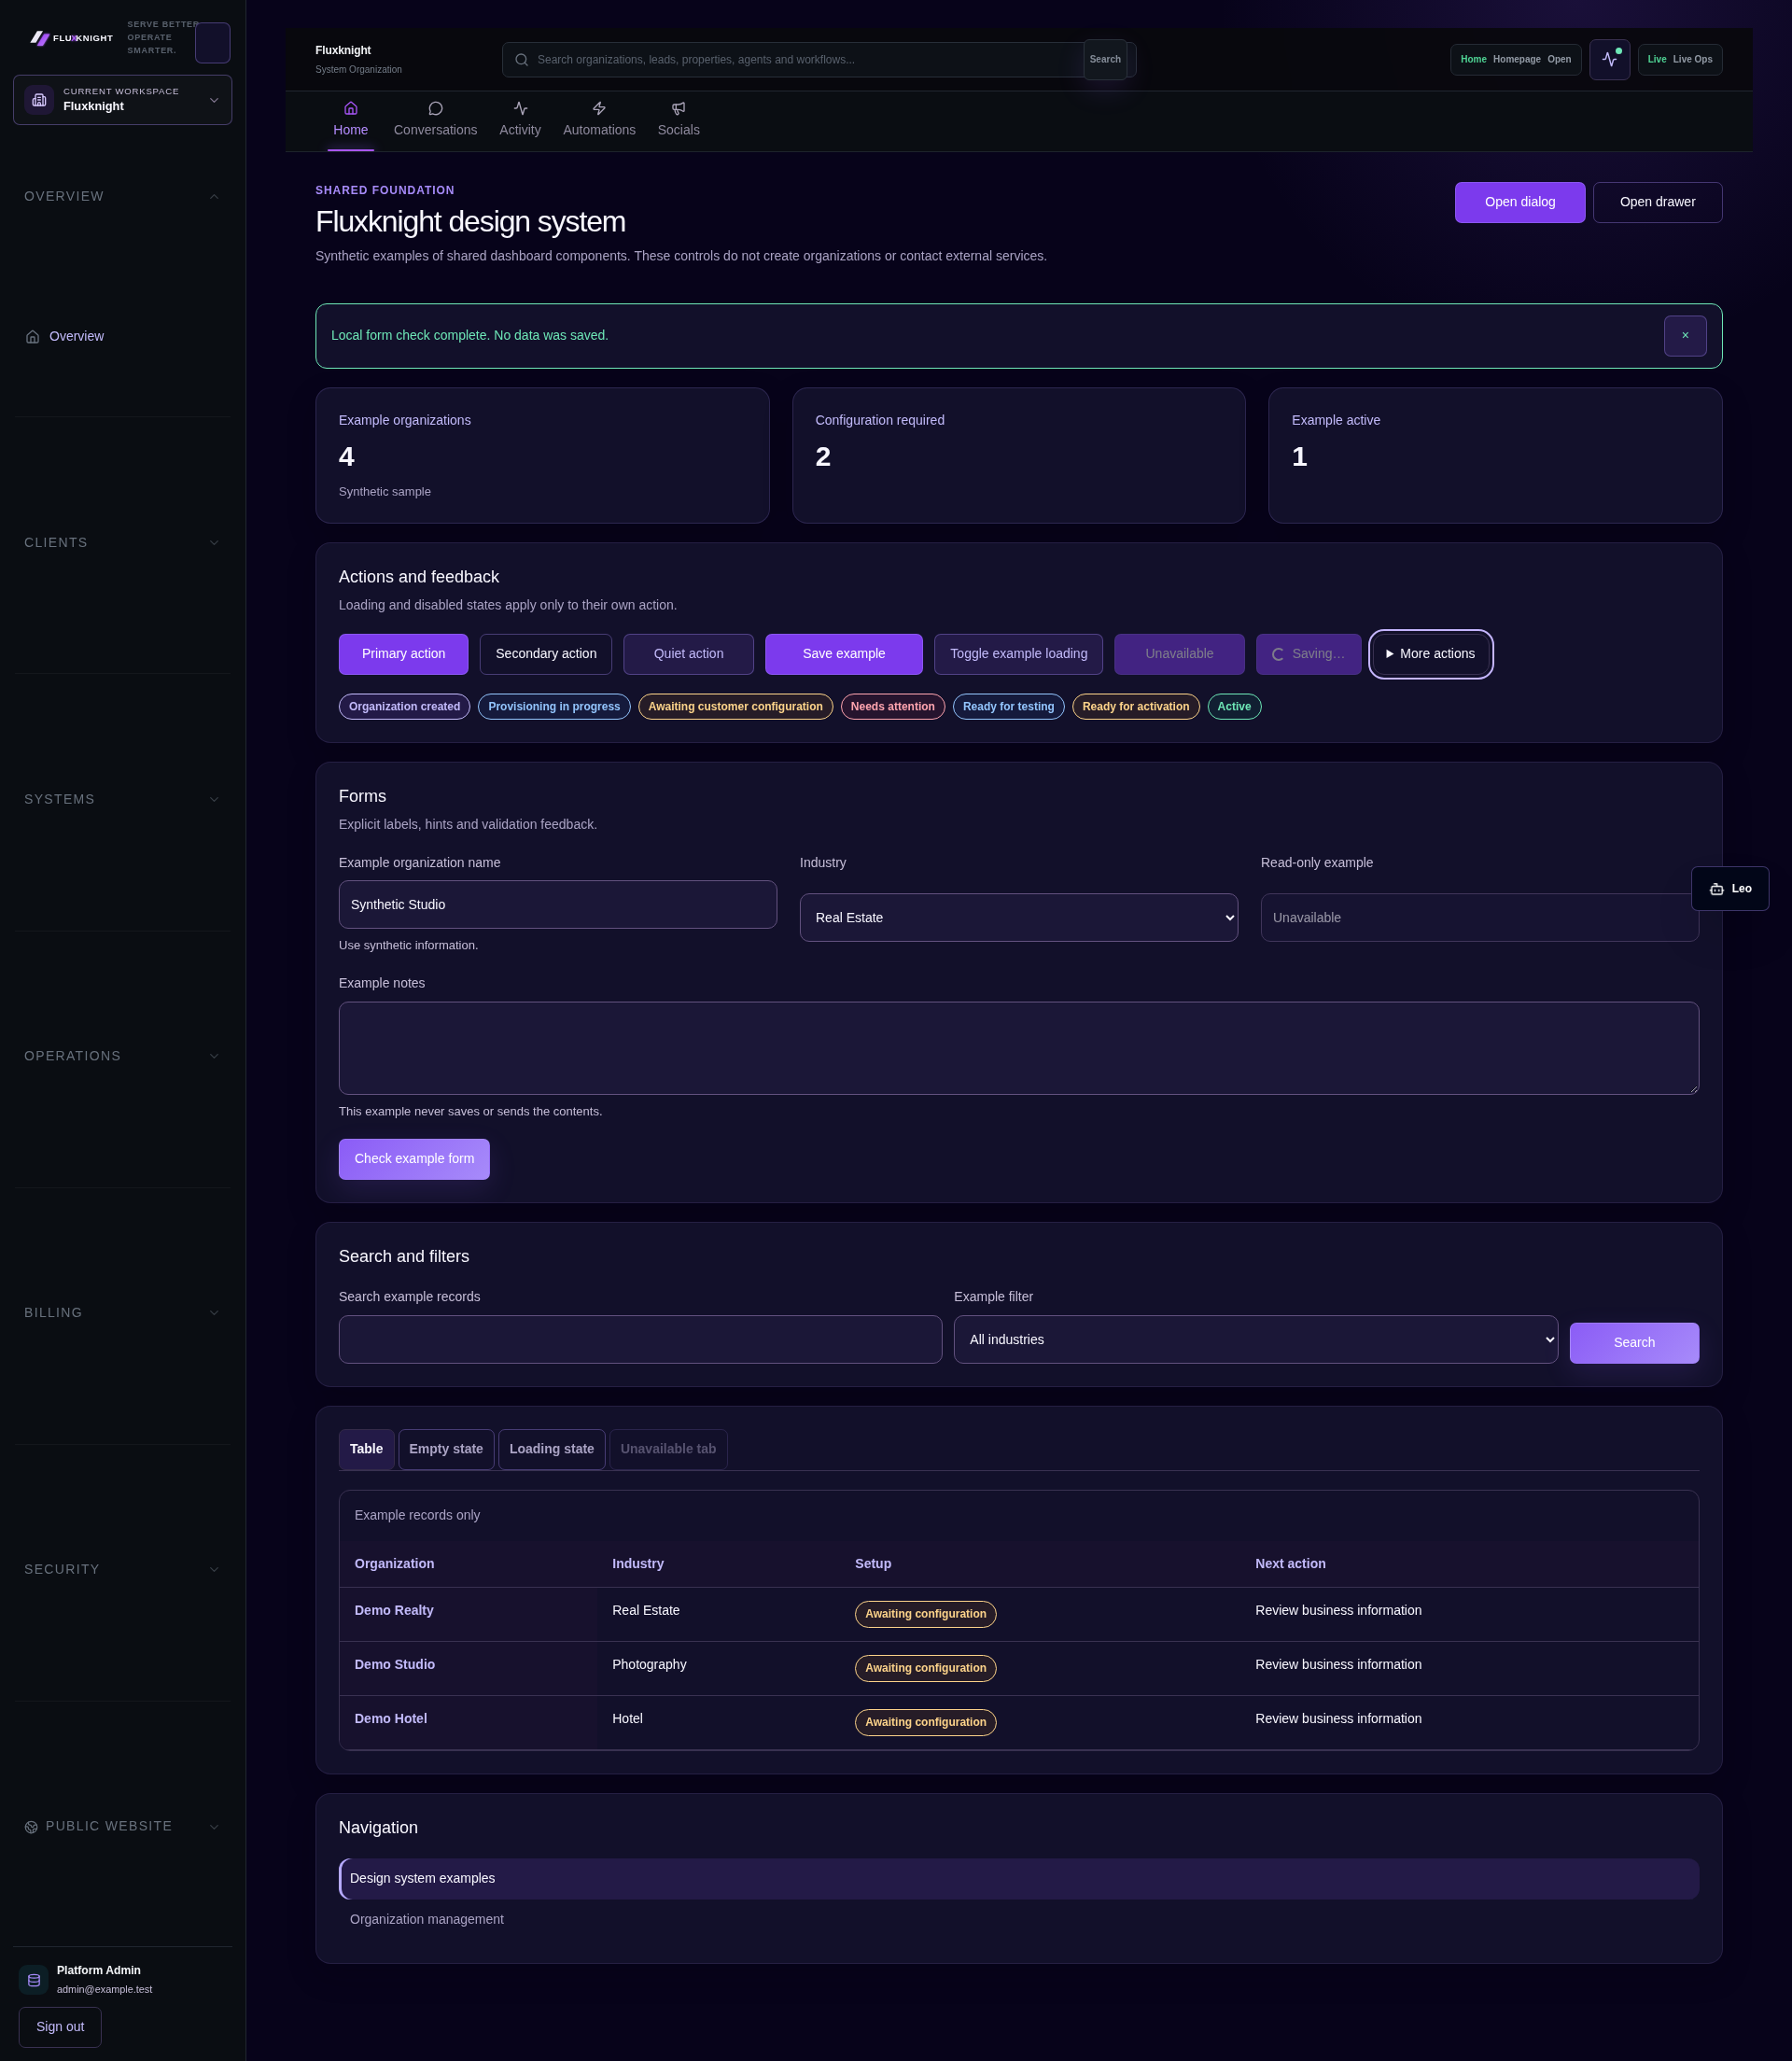 FLUXKNIGHT
SERVE BETTER
OPERATE
SMARTER.
CURRENT WORKSPACE
Fluxknight
OVERVIEW
Overview
CLIENTS
SYSTEMS
OPERATIONS
BILLING
SECURITY
PUBLIC WEBSITE
Platform Admin
admin@example.test
Sign out
Fluxknight
System Organization
Search organizations, leads, properties, agents and workflows...
Search
Home Homepage Open
Live Live Ops
Home
Conversations
Activity
Automations
Socials
SHARED FOUNDATION
Fluxknight design system
Synthetic examples of shared dashboard components. These controls do not create organizations or contact external services.
Open dialog
Open drawer
Local form check complete. No data was saved.
×
Example organizations
4
Synthetic sample
Configuration required
2
Example active
1
Actions and feedback
Loading and disabled states apply only to their own action.
Primary action
Secondary action
Quiet action
Save example
Toggle example loading
Unavailable
Saving…
More actions
Organization created
Provisioning in progress
Awaiting customer configuration
Needs attention
Ready for testing
Ready for activation
Active
Forms
Explicit labels, hints and validation feedback.
Example organization name
Synthetic Studio
Use synthetic information.
Industry
Real Estate
Read-only example
Unavailable
Leo
Example notes
This example never saves or sends the contents.
Check example form
Search and filters
Search example records
Example filter
All industries
Search
Table
Empty state
Loading state
Unavailable tab
Example records only
Organization Industry Setup Next action
Demo Realty Real Estate Awaiting configuration Review business information
Demo Studio Photography Awaiting configuration Review business information
Demo Hotel Hotel Awaiting configuration Review business information
Navigation
Design system examples
Organization management